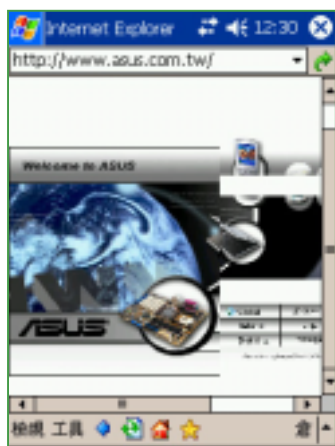 Internet Explorer 12:30
http://www.asus.com.tw/
Welcome to ASUS
ASUS
檢視 工具